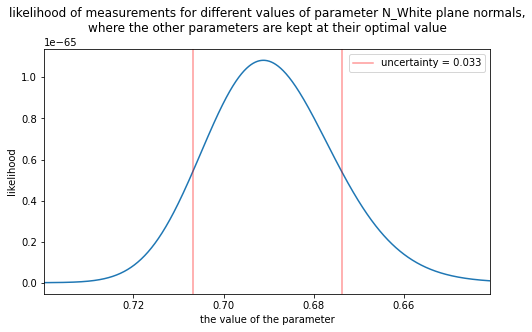 likelihood of measurements for different values of parameter N_White plane normals,
where the other parameters are kept at their optimal value
1e−65
uncertainty = 0.033
1.0
0.8
0.6
0.4
0.2
0.0
likelihood
0.72 0.70 0.68 0.66
the value of the parameter